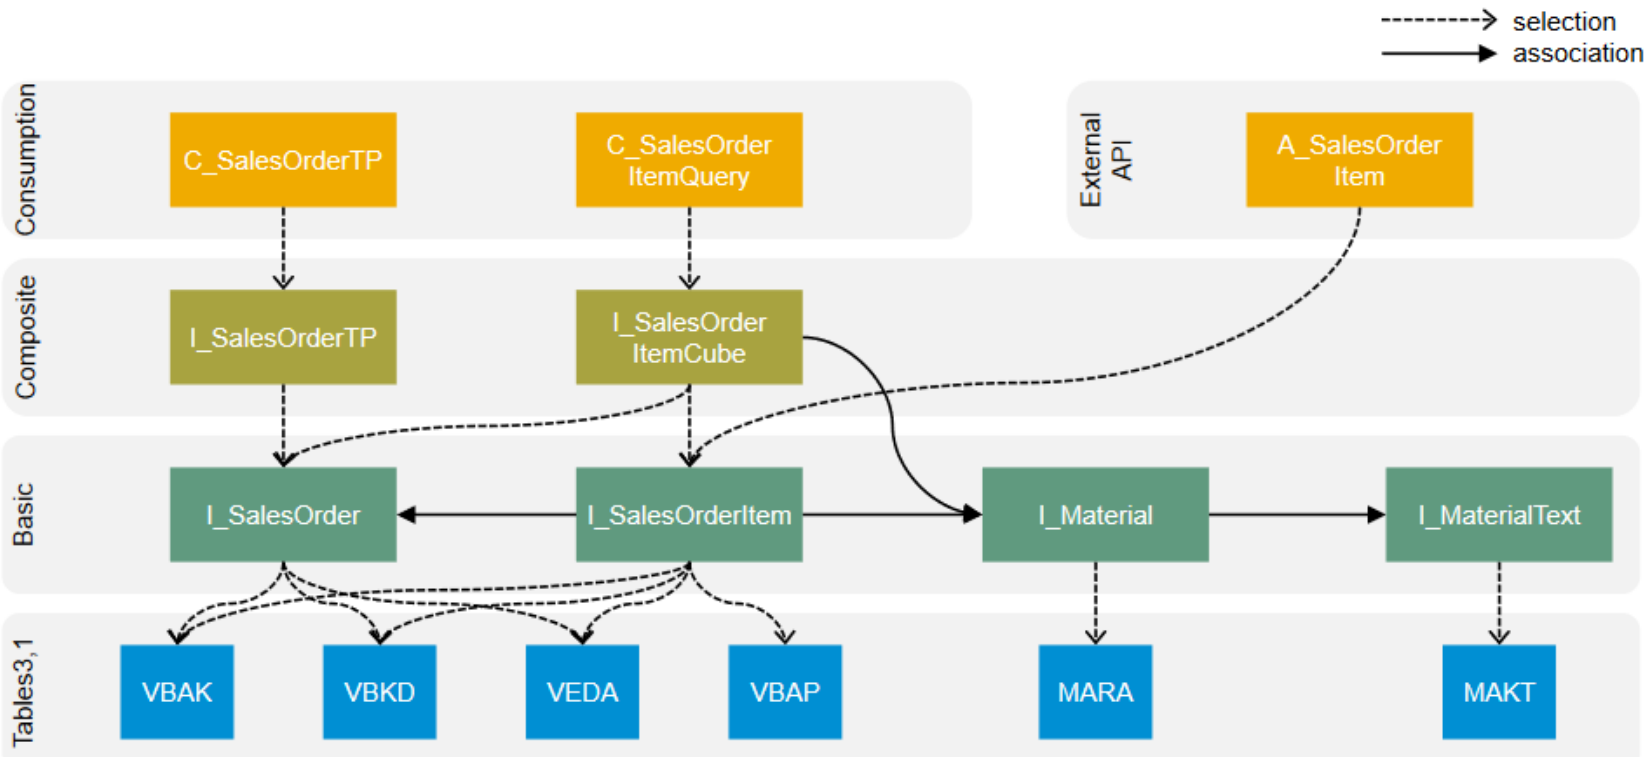 selection
association
Consumption
C_SalesOrderTP
C_SalesOrder
ItemQuery
External
API
A_SalesOrder
Item
Composite
I_SalesOrderTP
I_SalesOrder
ItemCube
Basic
I_SalesOrder
I_SalesOrderItem
I_Material
I_MaterialText
Tables3,1
VBAK
VBKD
VEDA
VBAP
MARA
MAKT